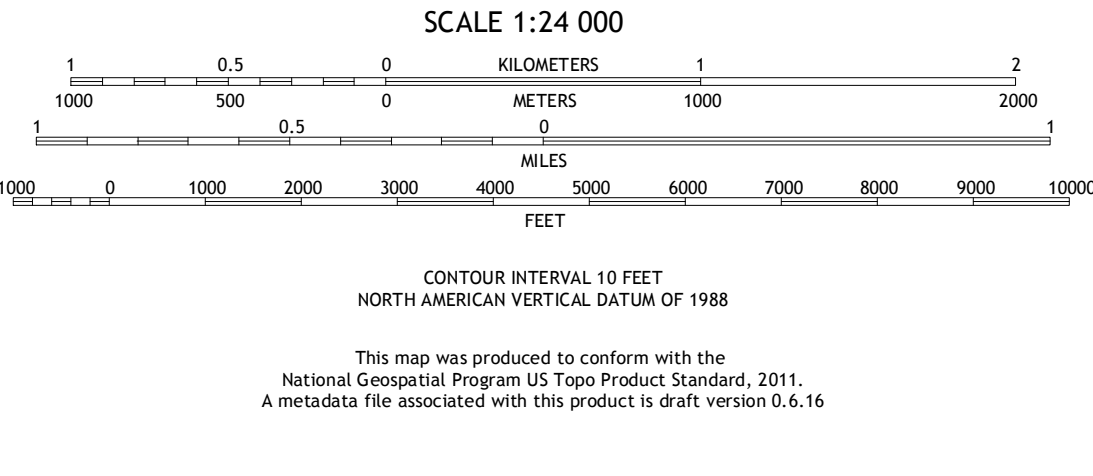 SCALE 1:24 000
1 0.5 0 KILOMETERS 1 2
1000 500 0 METERS 1000 2000
1 0.5 0 1
MILES
1000 0 1000 2000 3000 4000 5000 6000 7000 8000 9000 10000
FEET
CONTOUR INTERVAL 10 FEET
NORTH AMERICAN VERTICAL DATUM OF 1988
This map was produced to conform with the
National Geospatial Program US Topo Product Standard, 2011.
A metadata file associated with this product is draft version 0.6.16